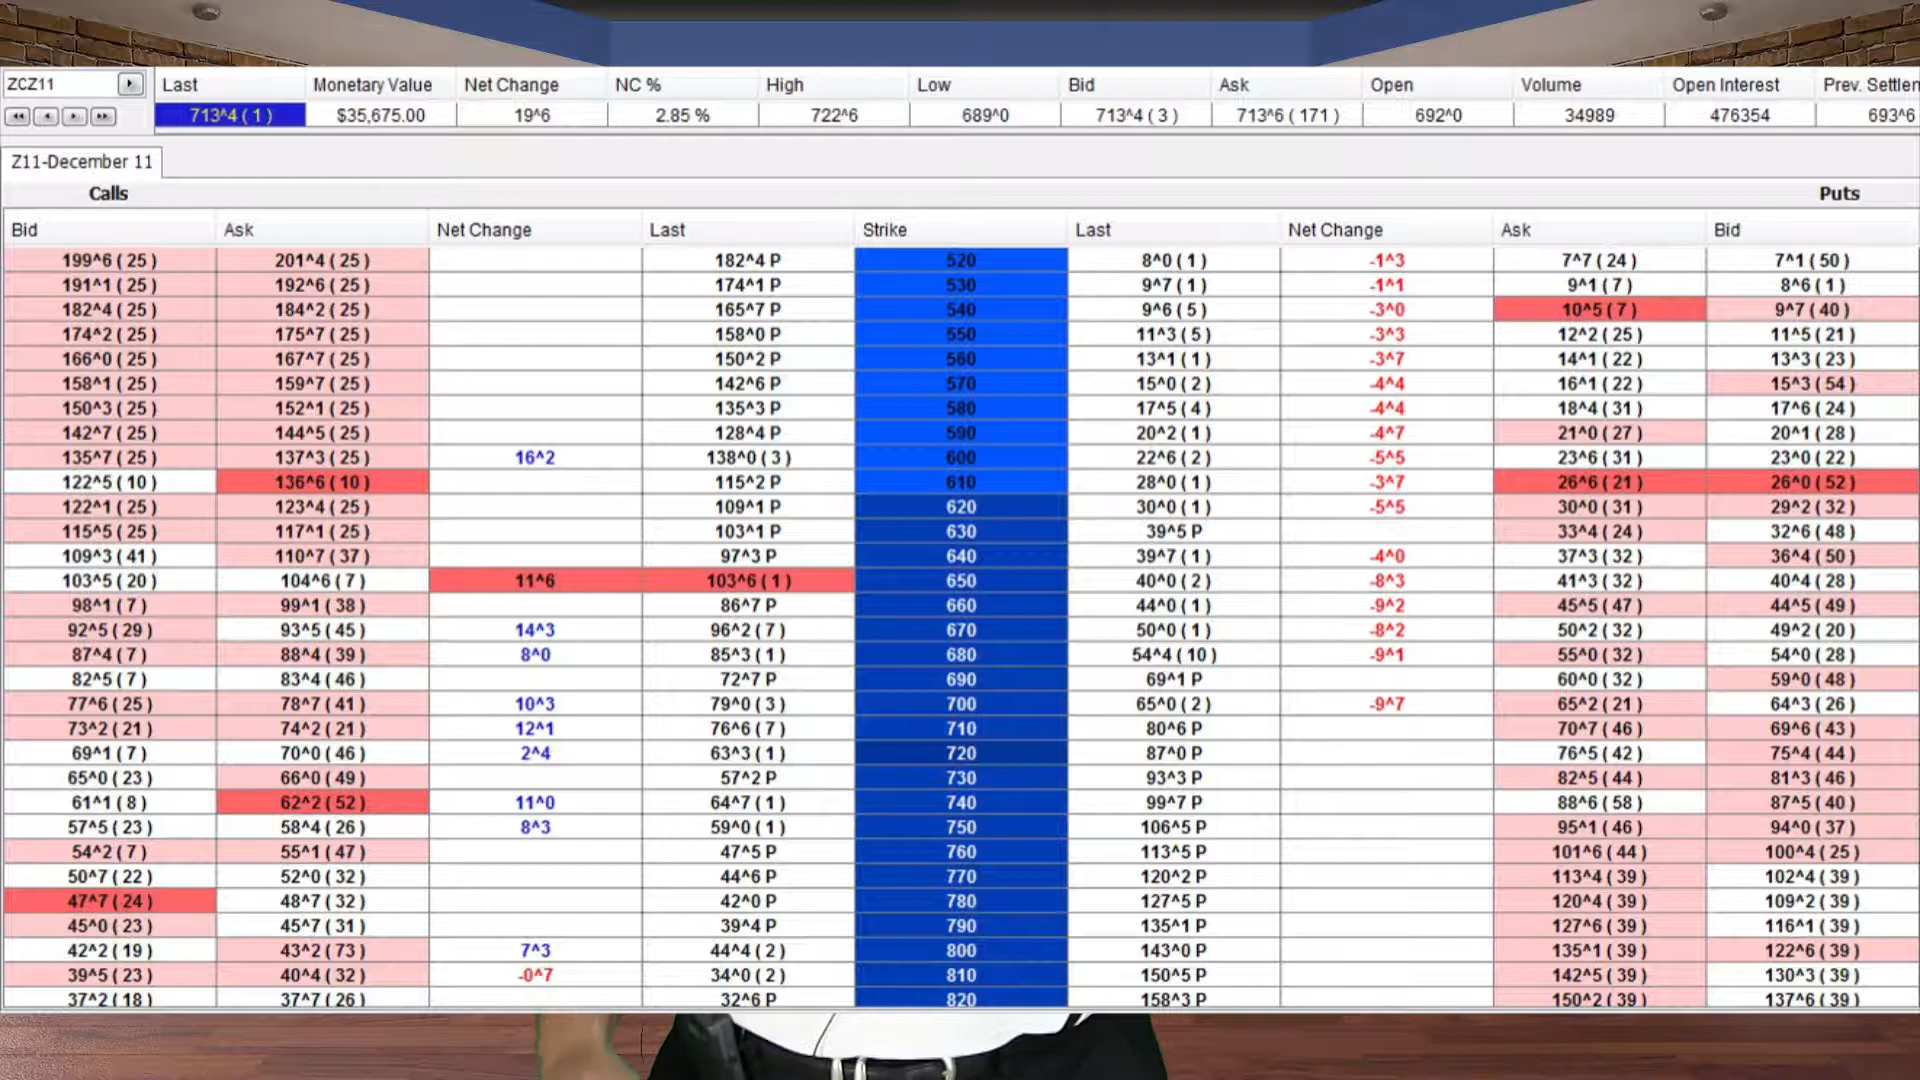 ZCZ11 Last Monetary Value Net Change NC % High Low Bid Ask Open Volume Open Interest Prev. Settlem
713^4 ( 1 ) $35,675.00 19^6 2.85 % 722^6 689^0 713^4 ( 3 ) 713^6 ( 171 ) 692^0 34989 476354 693^6
Z11-December 11
Calls Puts
Bid Ask Net Change Last Strike Last Net Change Ask Bid
199^6 ( 25 ) 201^4 ( 25 ) 182^4 P 520 8^0 ( 1 ) -1^3 7^7 ( 24 ) 7^1 ( 50 )
191^1 ( 25 ) 192^6 ( 25 ) 174^1 P 530 9^7 ( 1 ) -1^1 9^1 ( 7 ) 8^6 ( 1 )
182^4 ( 25 ) 184^2 ( 25 ) 165^7 P 540 9^6 ( 5 ) -3^0 10^5 ( 7 ) 9^7 ( 40 )
174^2 ( 25 ) 175^7 ( 25 ) 158^0 P 550 11^3 ( 5 ) -3^3 12^2 ( 25 ) 11^5 ( 21 )
166^0 ( 25 ) 167^7 ( 25 ) 150^2 P 560 13^1 ( 1 ) -3^7 14^1 ( 22 ) 13^3 ( 23 )
158^1 ( 25 ) 159^7 ( 25 ) 142^6 P 570 15^0 ( 2 ) -4^4 16^1 ( 22 ) 15^3 ( 54 )
150^3 ( 25 ) 152^1 ( 25 ) 135^3 P 580 17^5 ( 4 ) -4^4 18^4 ( 31 ) 17^6 ( 24 )
142^7 ( 25 ) 144^5 ( 25 ) 128^4 P 590 20^2 ( 1 ) -4^7 21^0 ( 27 ) 20^1 ( 28 )
135^7 ( 25 ) 137^3 ( 25 ) 16^2 138^0 ( 3 ) 600 22^6 ( 2 ) -5^5 23^6 ( 31 ) 23^0 ( 22 )
122^5 ( 10 ) 136^6 ( 10 ) 115^2 P 610 28^0 ( 1 ) -3^7 26^6 ( 21 ) 26^0 ( 52 )
122^1 ( 25 ) 123^4 ( 25 ) 109^1 P 620 30^0 ( 1 ) -5^5 30^0 ( 31 ) 29^2 ( 32 )
115^5 ( 25 ) 117^1 ( 25 ) 103^1 P 630 39^5 P 33^4 ( 24 ) 32^6 ( 48 )
109^3 ( 41 ) 110^7 ( 37 ) 97^3 P 640 39^7 ( 1 ) -4^0 37^3 ( 32 ) 36^4 ( 50 )
103^5 ( 20 ) 104^6 ( 7 ) 11^6 103^6 ( 1 ) 650 40^0 ( 2 ) -8^3 41^3 ( 32 ) 40^4 ( 28 )
98^1 ( 7 ) 99^1 ( 38 ) 86^7 P 660 44^0 ( 1 ) -9^2 45^5 ( 47 ) 44^5 ( 49 )
92^5 ( 29 ) 93^5 ( 45 ) 14^3 96^2 ( 7 ) 670 50^0 ( 1 ) -8^2 50^2 ( 32 ) 49^2 ( 20 )
87^4 ( 7 ) 88^4 ( 39 ) 8^0 85^3 ( 1 ) 680 54^4 ( 10 ) -9^1 55^0 ( 32 ) 54^0 ( 28 )
82^5 ( 7 ) 83^4 ( 46 ) 72^7 P 690 69^1 P 60^0 ( 32 ) 59^0 ( 48 )
77^6 ( 25 ) 78^7 ( 41 ) 10^3 79^0 ( 3 ) 700 65^0 ( 2 ) -9^7 65^2 ( 21 ) 64^3 ( 26 )
73^2 ( 21 ) 74^2 ( 21 ) 12^1 76^6 ( 7 ) 710 80^6 P 70^7 ( 46 ) 69^6 ( 43 )
69^1 ( 7 ) 70^0 ( 46 ) 2^4 63^3 ( 1 ) 720 87^0 P 76^5 ( 42 ) 75^4 ( 44 )
65^0 ( 23 ) 66^0 ( 49 ) 57^2 P 730 93^3 P 82^5 ( 44 ) 81^3 ( 46 )
61^1 ( 8 ) 62^2 ( 52 ) 11^0 64^7 ( 1 ) 740 99^7 P 88^6 ( 58 ) 87^5 ( 40 )
57^5 ( 23 ) 58^4 ( 26 ) 8^3 59^0 ( 1 ) 750 106^5 P 95^1 ( 46 ) 94^0 ( 37 )
54^2 ( 7 ) 55^1 ( 47 ) 47^5 P 760 113^5 P 101^6 ( 44 ) 100^4 ( 25 )
50^7 ( 22 ) 52^0 ( 32 ) 44^6 P 770 120^2 P 113^4 ( 39 ) 102^4 ( 39 )
47^7 ( 24 ) 48^7 ( 32 ) 42^0 P 780 127^5 P 120^4 ( 39 ) 109^2 ( 39 )
45^0 ( 23 ) 45^7 ( 31 ) 39^4 P 790 135^1 P 127^6 ( 39 ) 116^1 ( 39 )
42^2 ( 19 ) 43^2 ( 73 ) 7^3 44^4 ( 2 ) 800 143^0 P 135^1 ( 39 ) 122^6 ( 39 )
39^5 ( 23 ) 40^4 ( 32 ) -0^7 34^0 ( 2 ) 810 150^5 P 142^5 ( 39 ) 130^3 ( 39 )
37^2 ( 18 ) 37^7 ( 26 ) 32^6 P 820 158^3 P 150^2 ( 39 ) 137^6 ( 39 )